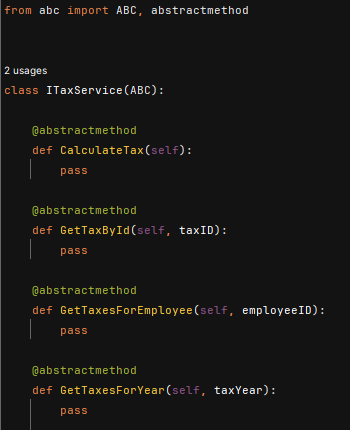 from abc import ABC, abstractmethod
2 usages
class ITaxService(ABC):
@abstractmethod
def CalculateTax(self):
pass
@abstractmethod
def GetTaxById(self, taxID):
pass
@abstractmethod
def GetTaxesForEmployee(self, employeeID):
pass
@abstractmethod
def GetTaxesForYear(self, taxYear):
pass